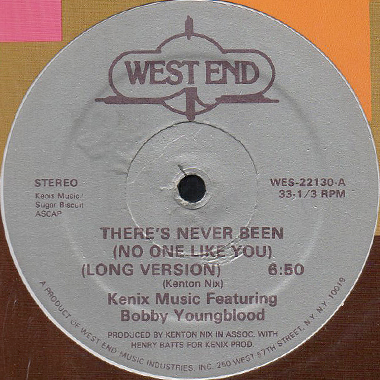 WEST END
STEREO
Kenix Music/
Sugar Biscuit
ASCAP
WES-22130-A
33-1/3 RPM
THERE'S NEVER BEEN
(NO ONE LIKE YOU)
(LONG VERSION) 6:50
(Kenton Nix)
Kenix Music Featuring
Bobby Youngblood
PRODUCED BY KENTON NIX IN ASSOC. WITH
HENRY BATTS FOR KENIX PROD.
A PRODUCT OF WEST END MUSIC INDUSTRIES, INC. 250 WEST 57TH STREET, NY, NY. 10019